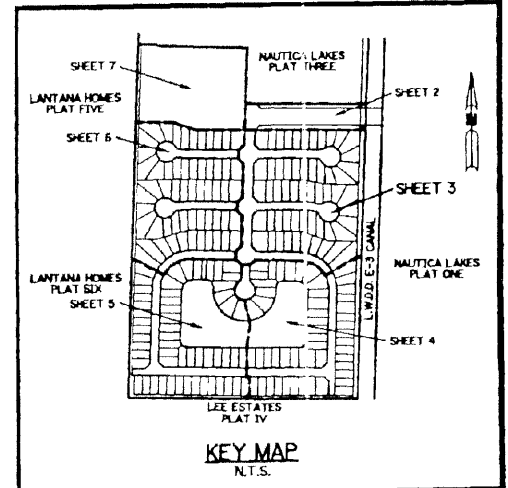 SHEET 7
NAUTICA LAKES
PLAT THREE
SHEET 2
LANTANA HOMES
PLAT FIVE
SHEET 6
SHEET 3
L.W.D.D. E-3 CANAL
LANTANA HOMES
PLAT SIX
NAUTICA LAKES
PLAT ONE
SHEET 5
SHEET 4
LEE ESTATES
PLAT IV
KEY MAP
N.T.S.